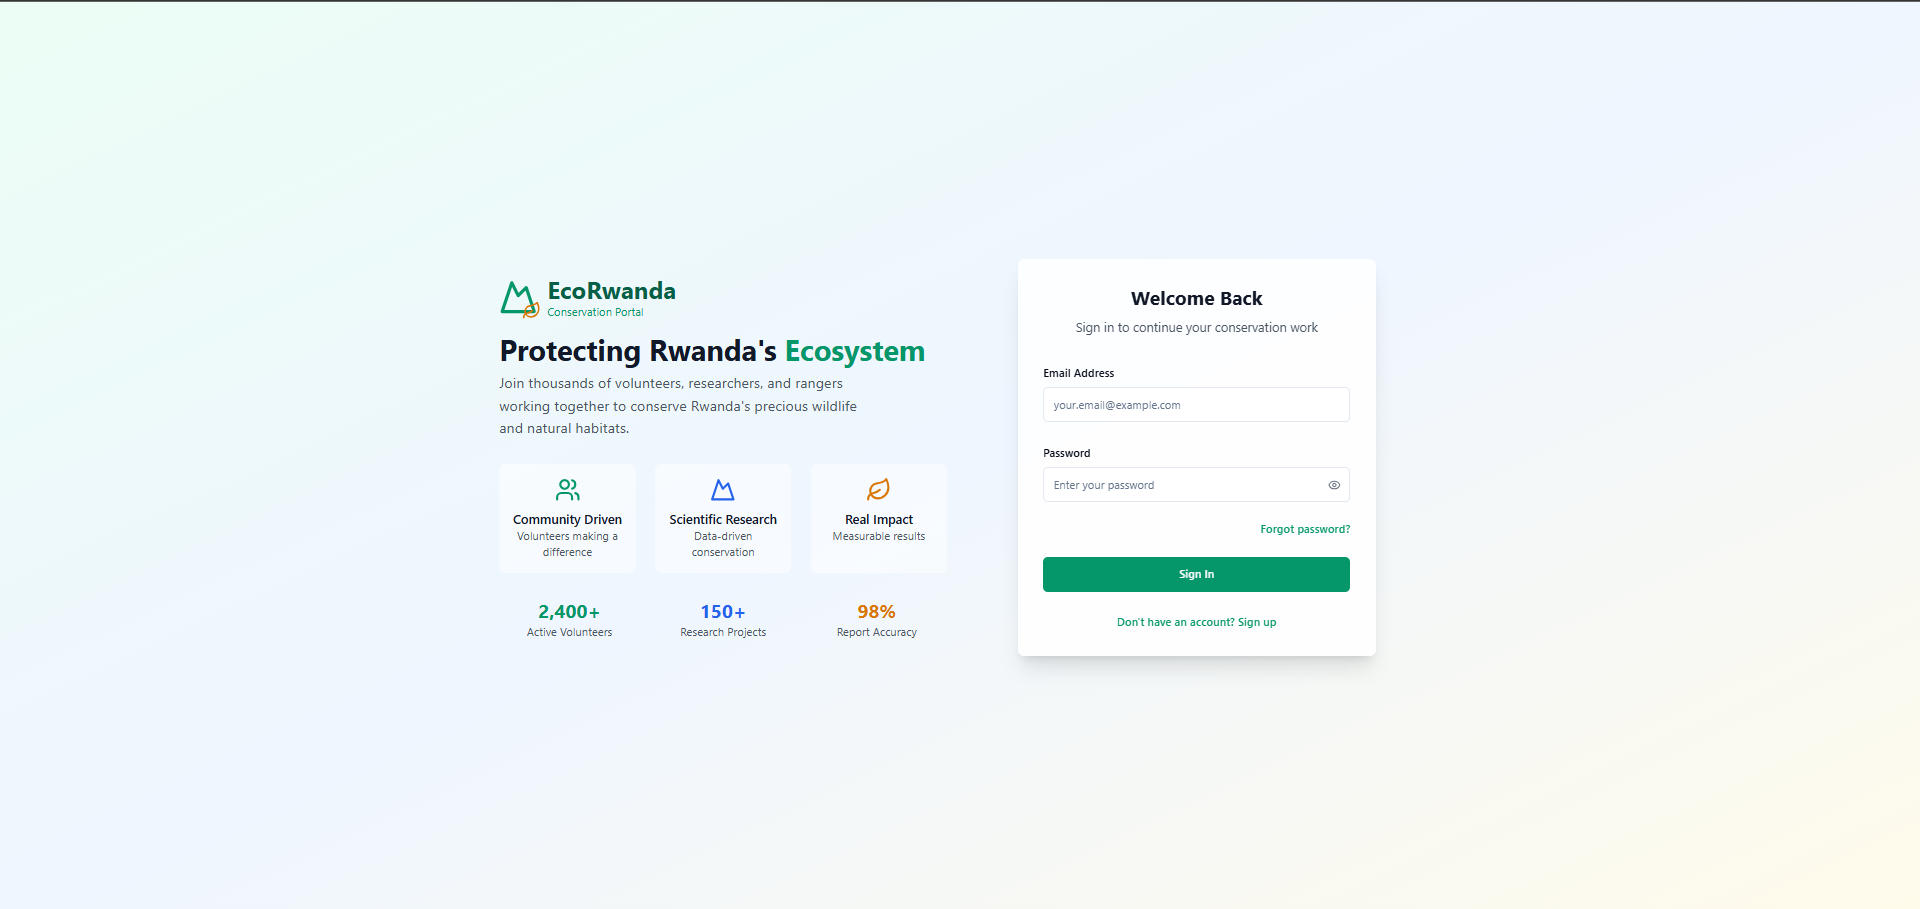 EcoRwanda
Conservation Portal
Protecting Rwanda's Ecosystem
Join thousands of volunteers, researchers, and rangers
working together to conserve Rwanda's precious wildlife
and natural habitats.
Community Driven
Volunteers making a
difference
Scientific Research
Data-driven
conservation
Real Impact
Measurable results
2,400+
Active Volunteers
150+
Research Projects
98%
Report Accuracy
Welcome Back
Sign in to continue your conservation work
Email Address
your.email@example.com
Password
Enter your password
Forgot password?
Sign In
Don't have an account? Sign up